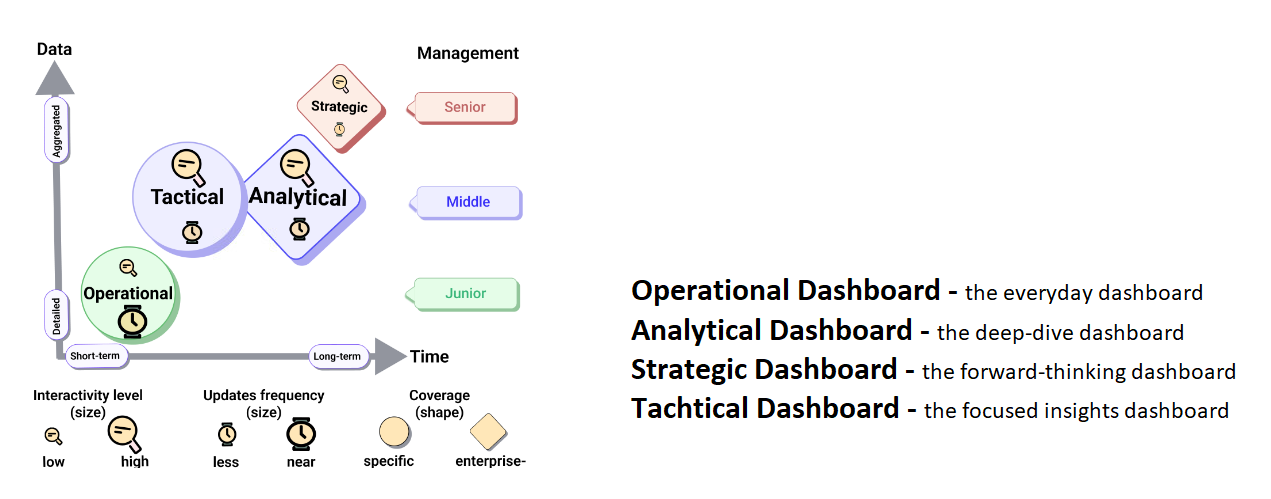 Data
Management
Aggregated
Strategic
Senior
Tactical
Analytical
Middle
Operational
Junior
Detailed
Short-term
Long-term
Time
Interactivity level
(size)
Updates frequency
(size)
Coverage
(shape)
low
high
less
near
specific
enterprise-
Operational Dashboard - the everyday dashboard
Analytical Dashboard - the deep-dive dashboard
Strategic Dashboard - the forward-thinking dashboard
Tachtical Dashboard - the focused insights dashboard